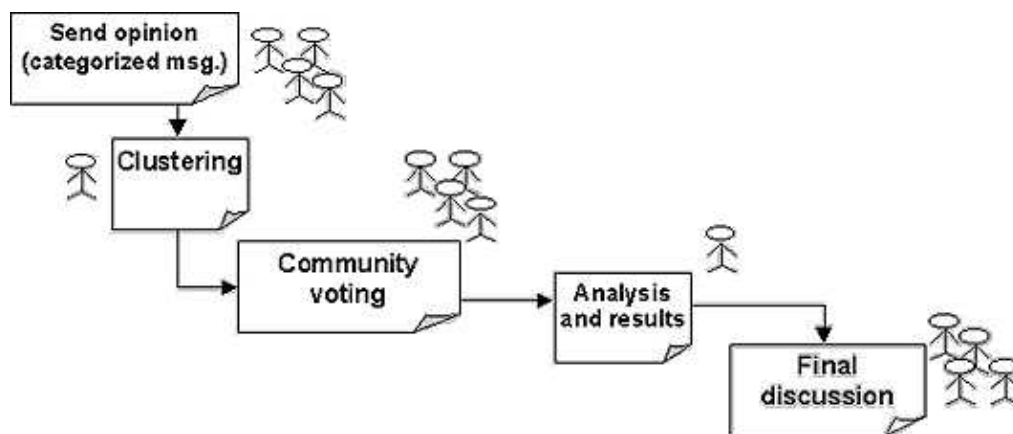 Send opinion
(categorized msg.)
Clustering
Community
voting
Analysis
and results
Final
discussion